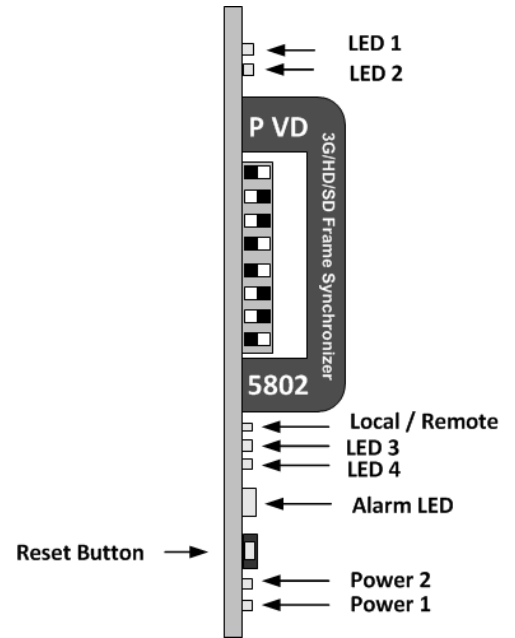 LED 1
LED 2
P VD
3G/HD/SD Frame Synchronizer
5802
Local / Remote
LED 3
LED 4
Alarm LED
Reset Button
Power 2
Power 1